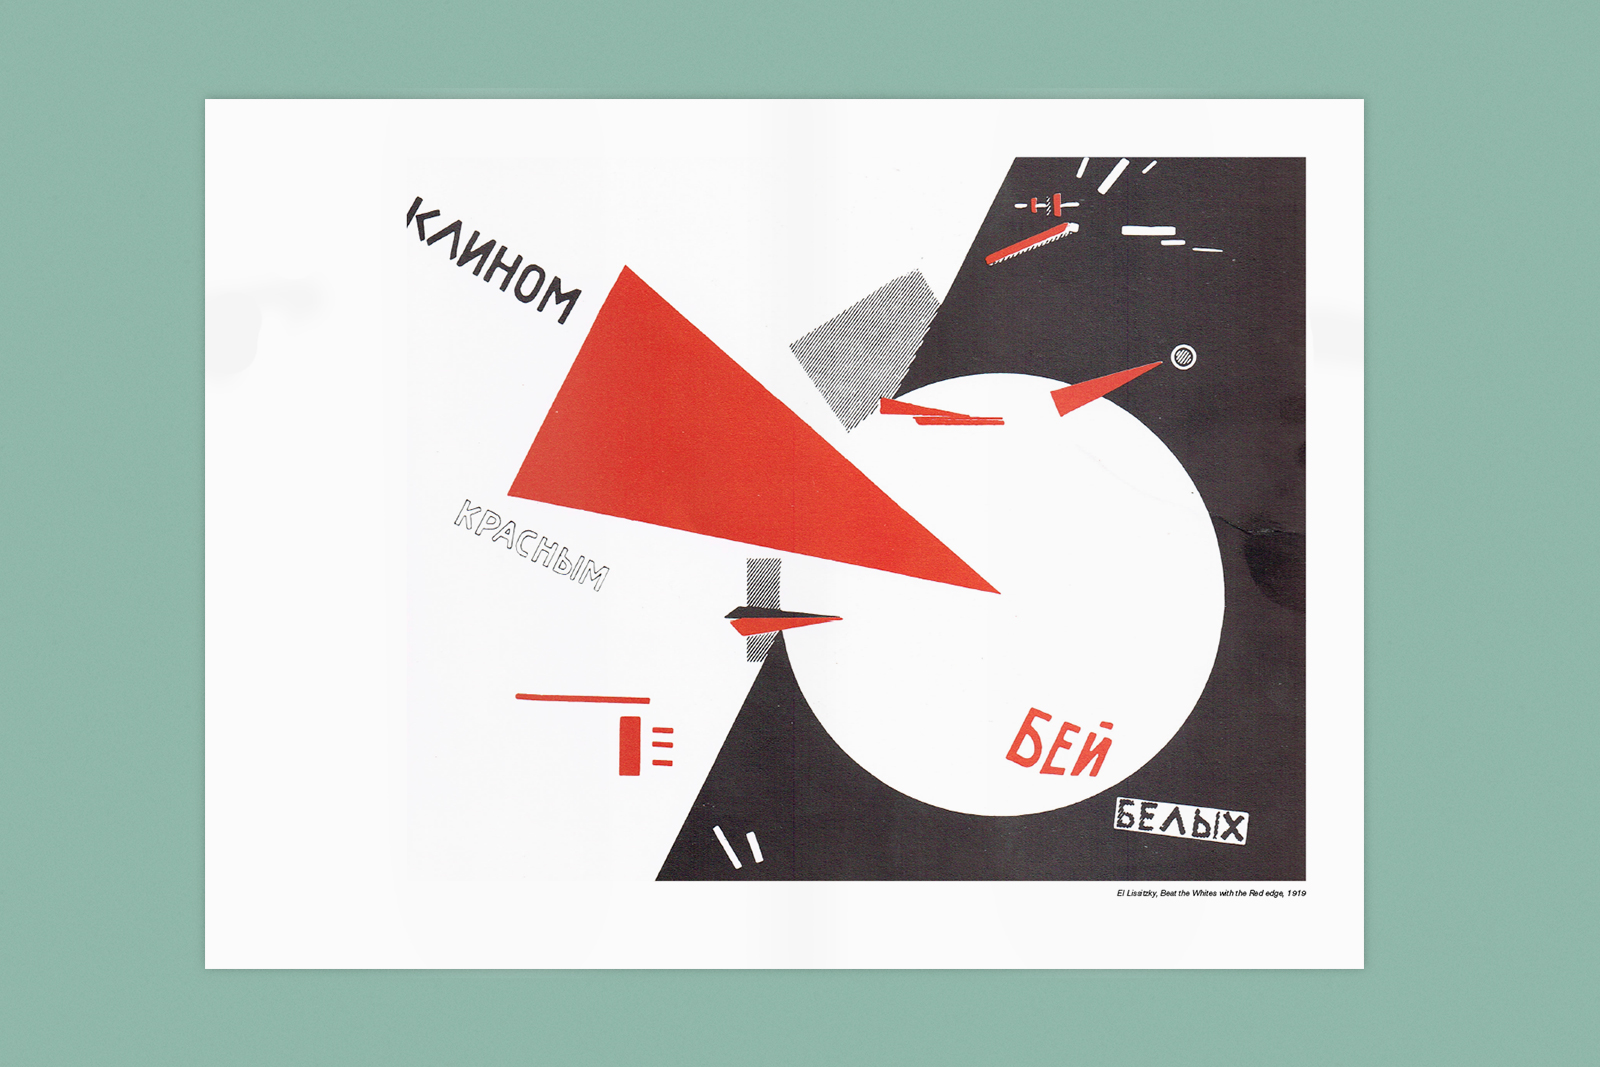 КЛИНОМ
КРАСНЫМ
БЕЙ
БЕЛЫХ
El Lissitzky, Beat the Whites with the Red edge, 1919